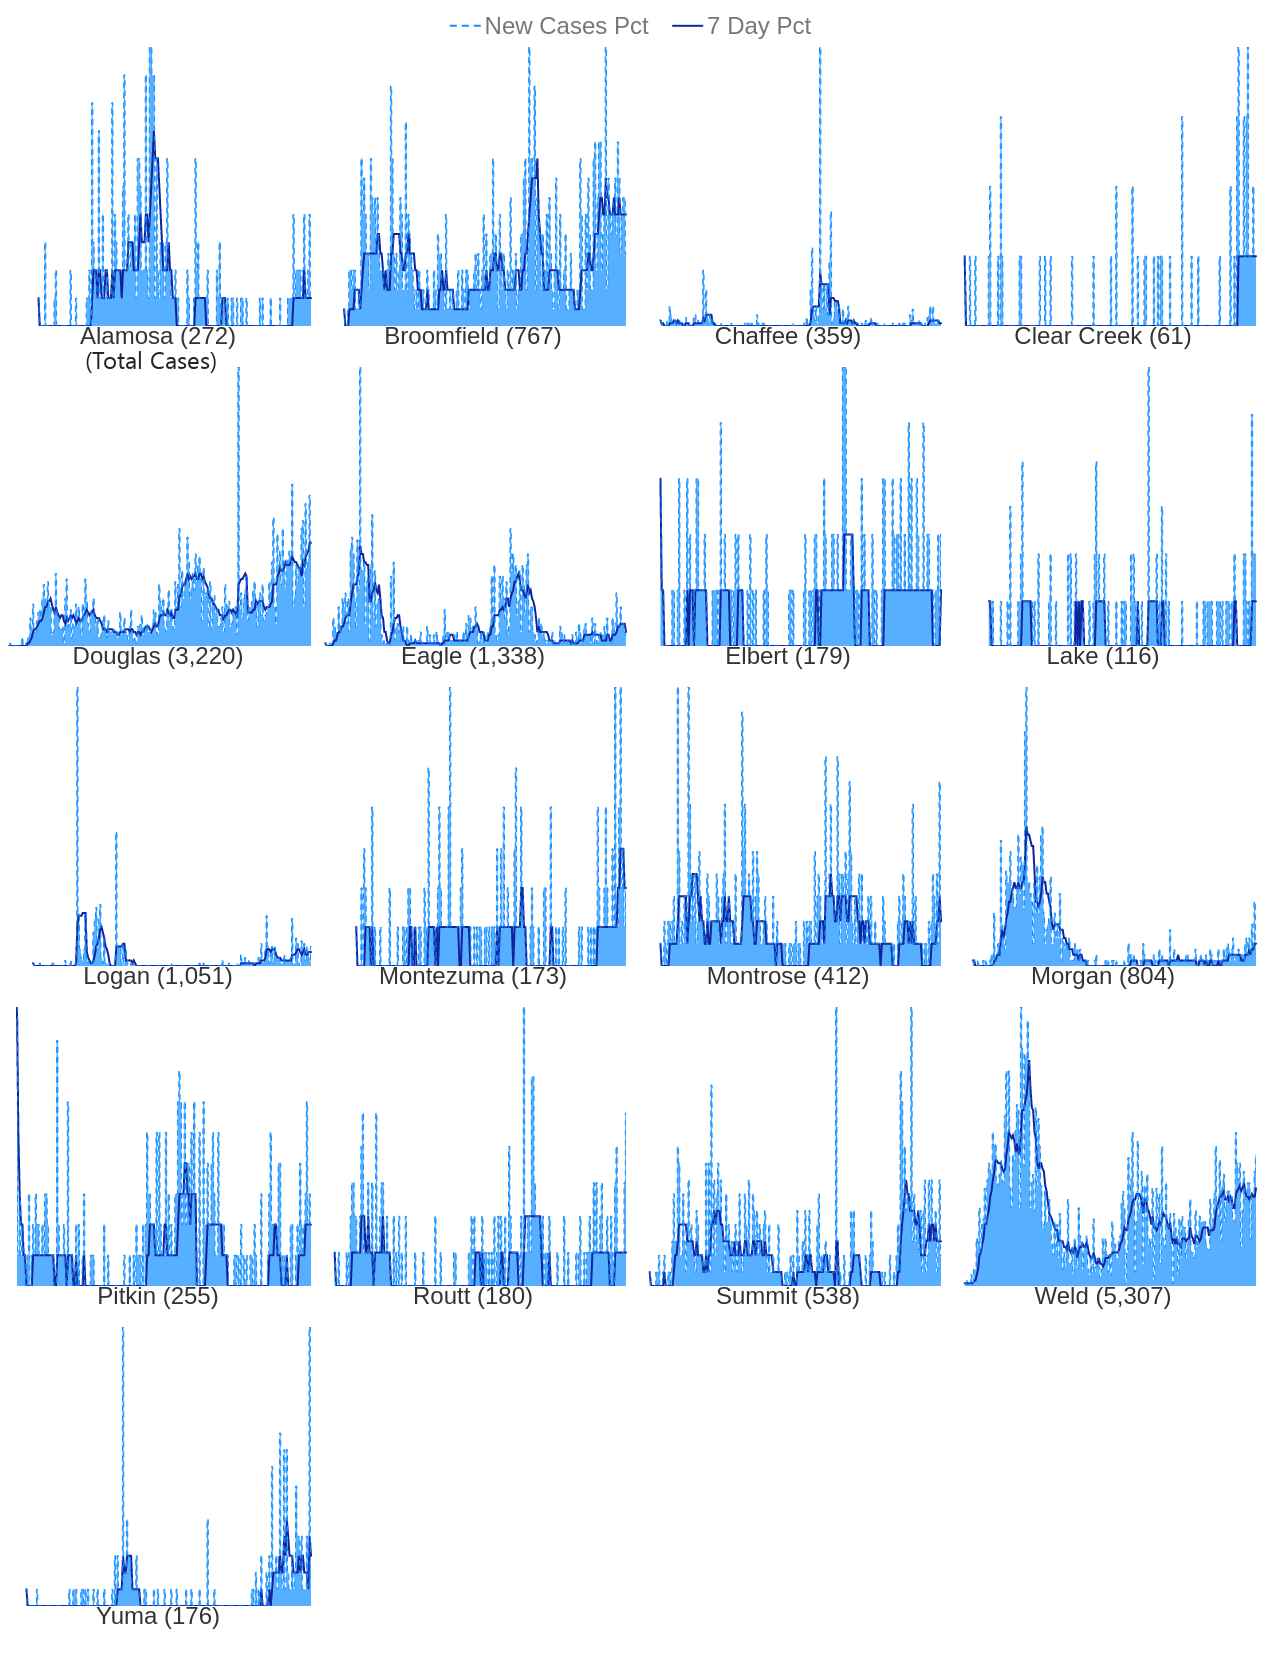 New Cases Pct 7 Day Pct
Alamosa (272) Broomfield (767) Chaffee (359) Clear Creek (61)
(Total Cases)
Douglas (3,220) Eagle (1,338) Elbert (179) Lake (116)
Logan (1,051) Montezuma (173) Montrose (412) Morgan (804)
Pitkin (255) Routt (180) Summit (538) Weld (5,307)
Yuma (176)